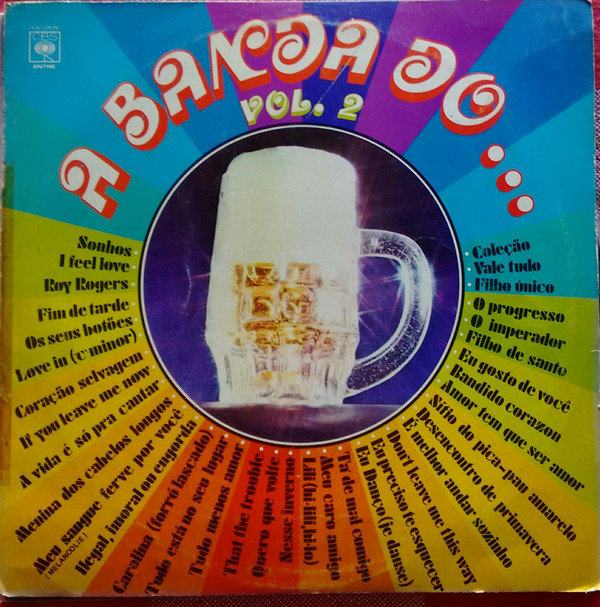 CBS
ENTRÉ
A BANDA DO...
VOL. 2
Sonhos
I feel love
Roy Rogers
Fim de tarde
Os seus botões
Love in (c minor)
Coração selvagem
If you leave me now
A vida é só pra cantar
Menina dos cabelos longos
Meu sangue ferve por você
(MELANCOLIE)
Ilegal, imoral ou engorda
Carolina (forró lascado)
Tudo está no seu lugar
Tudo menos amor
That the trouble
Quero que volte
Nesse inverno
Tá de mal comigo
Meu caro amigo
Eu Danço (je danse)
Eu preciso te esquecer
Don't leave me this way
É melhor andar sozinho
Desencontro de primavera
Sítio do pica-pau amarelo
Amor tem que ser amor
Bandido corazon
Eu gosto de você
Filho de santo
O imperador
O progresso
Filho único
Vale tudo
Coleção